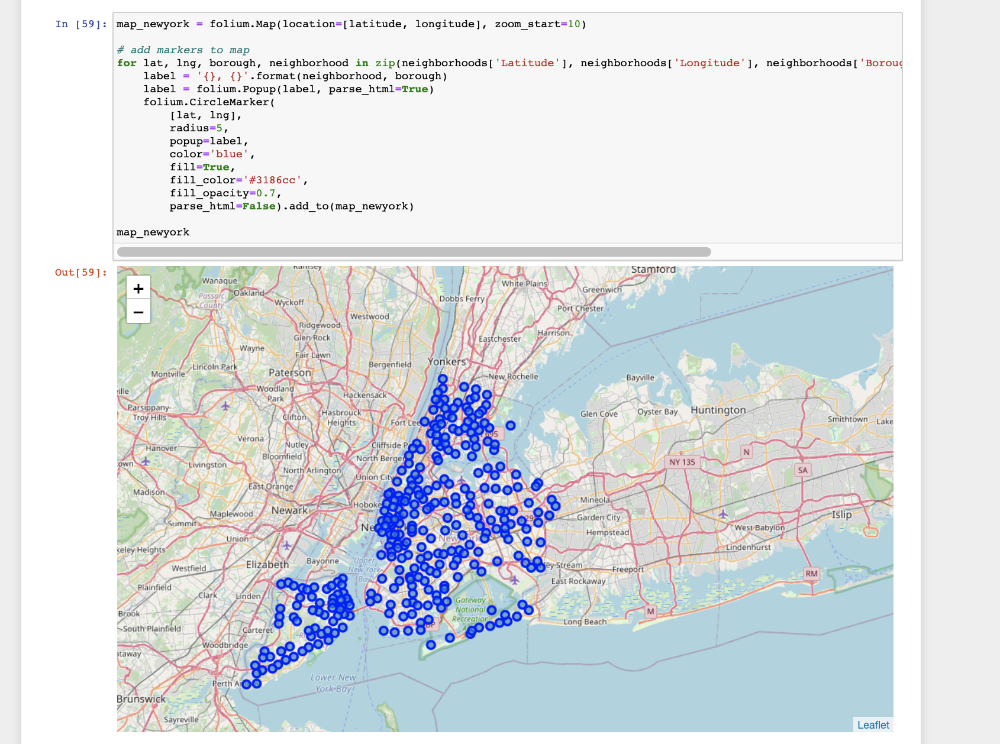 In [59]:
map_newyork = folium.Map(location=[latitude, longitude], zoom_start=10)
# add markers to map
for lat, lng, borough, neighborhood in zip(neighborhoods['Latitude'], neighborhoods['Longitude'], neighborhoods['Boroug
label = '{}, {}'.format(neighborhood, borough)
label = folium.Popup(label, parse_html=True)
folium.CircleMarker(
[lat, lng],
radius=5,
popup=label,
color='blue',
fill=True,
fill_color='#3186cc',
fill_opacity=0.7,
parse_html=False).add_to(map_newyork)
map_newyork
Out[59]:
+
−
Ramsey
Stamford
Wanaque
White Plains
Passaic
County
Oakland
Greenwich
Wyckoff
Dobbs Ferry
Port Chester
Westwood
Ridgewood
Harrison
Glen Rock
Eastchester
Wayne
Fair Lawn
Yonkers
Lincoln Park
Bergenfield
Montville
Paterson
New Rochelle
Bayville
ville
Woodland
Park
Hackensack
Parsippany-
Troy Hills
Hasbrouck
Heights
Glen Cove
Oyster Bay
Huntington
Clifton
Fort Lee
Smithtown
Lake
695
Verona
Nutley
Cliffside P
Hanover
Bloomfield
North Berge
N
own
Livingston
North Arlington
NY 135
SA
Union City
East Orange
Madison
Mineola
Hoboke
Maplewood
Newark
Islip
Summit
Garden City
29
Ne
West Babylon
Union
New York
Hempstead
keley Heights
Lindenhurst
Elizabeth
Bayonne
Upper
New York
Bay
ey Stream
Westfield
Freeport
RM
Plainfield
East Rockaway
Clark
Linden
Gateway
National
Recreation
Brook
M
South Plainfield
Carteret
BP
Long Beach
Woodbridge
ataway
Lower New
York Bay
Perth A
Brunswick
Sayreville
Leaflet